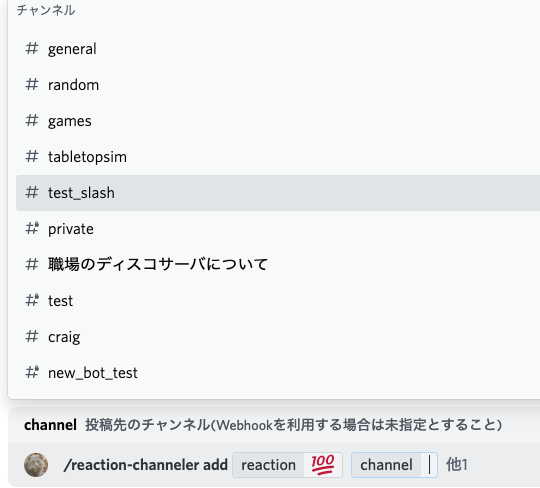 チャンネル
general
random
games
tabletopsim
test_slash
private
職場のディスコサーバについて
test
craig
new_bot_test
channel 投稿先のチャンネル(Webhookを利用する場合は未指定とすること)
/reaction-channeler add reaction 💯 channel 他1